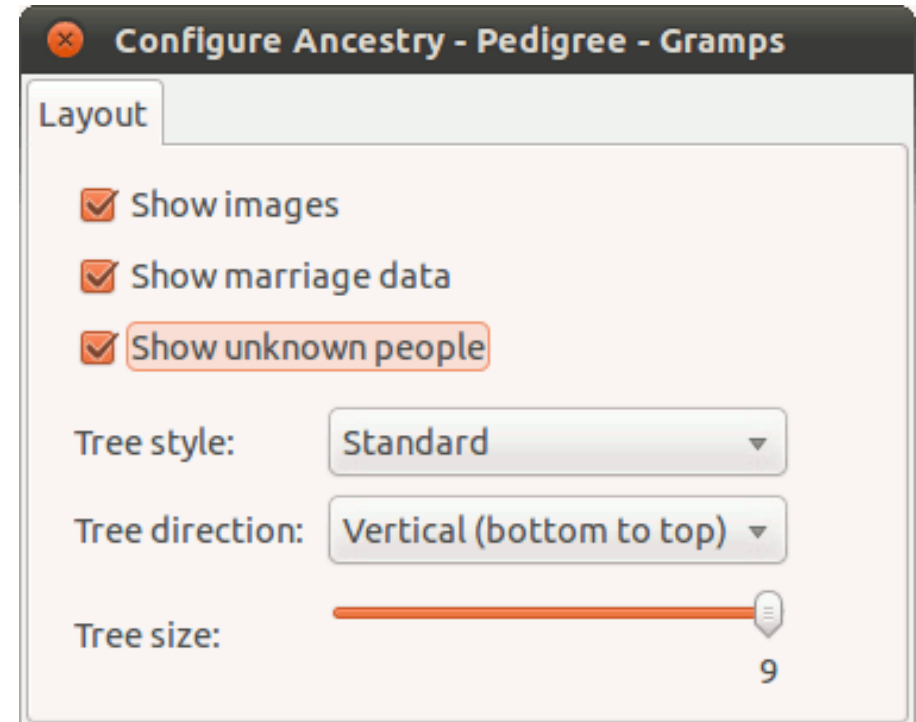 Configure Ancestry - Pedigree - Gramps
Layout
Show images
Show marriage data
Show unknown people
Tree style: Standard
Tree direction: Vertical (bottom to top)
Tree size:
9